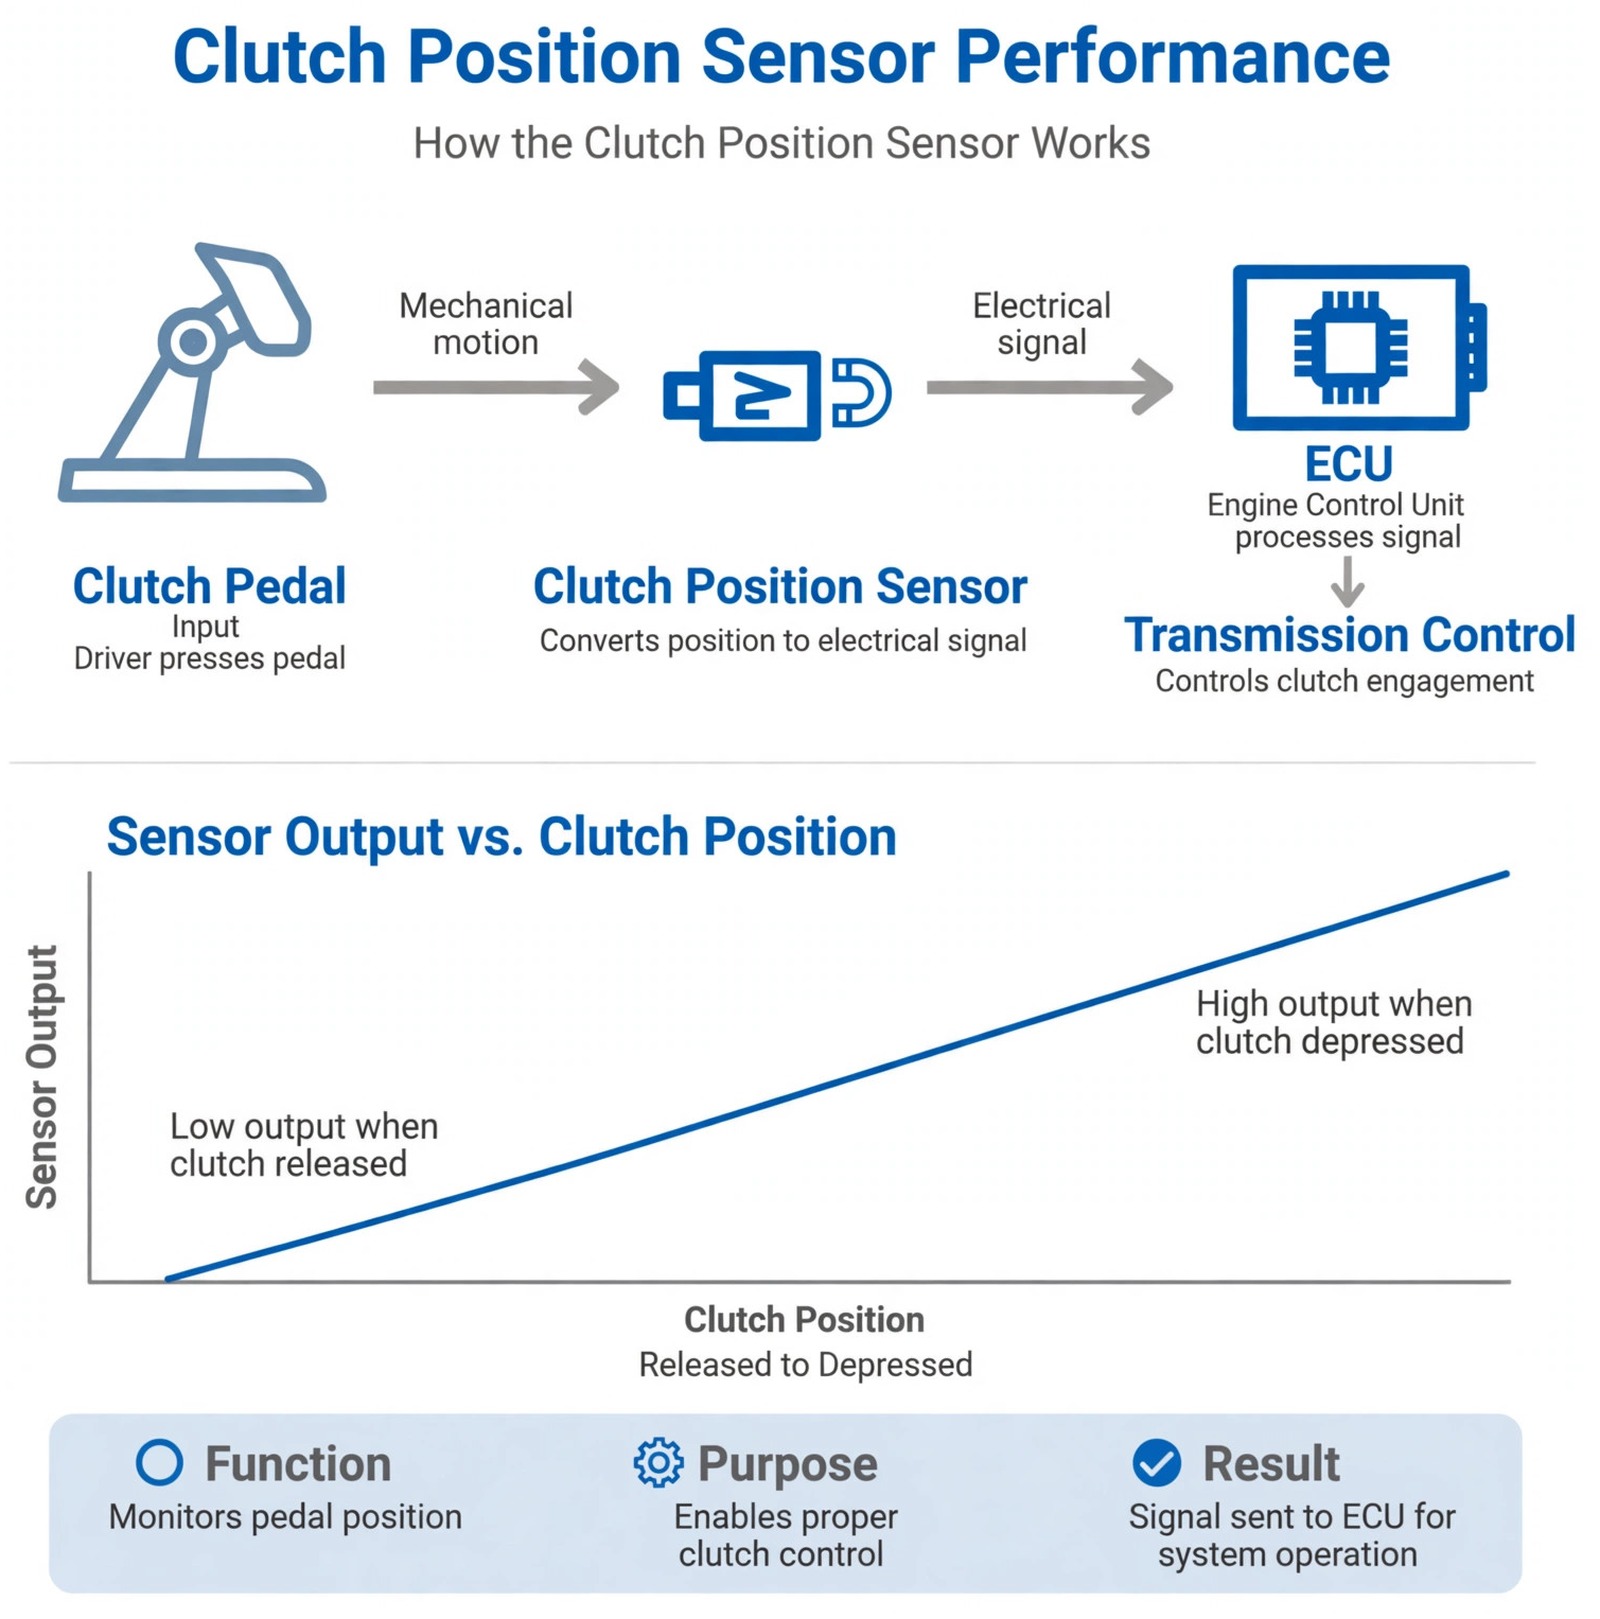 Clutch Position Sensor Performance
How the Clutch Position Sensor Works
Mechanical
motion
Electrical
signal
ECU
Engine Control Unit
processes signal
Clutch Pedal
Input
Driver presses pedal
Clutch Position Sensor
Converts position to electrical signal
Transmission Control
Controls clutch engagement
Sensor Output vs. Clutch Position
Sensor Output
Low output when
clutch released
High output when
clutch depressed
Clutch Position
Released to Depressed
Function
Monitors pedal position
Purpose
Enables proper
clutch control
Result
Signal sent to ECU for
system operation